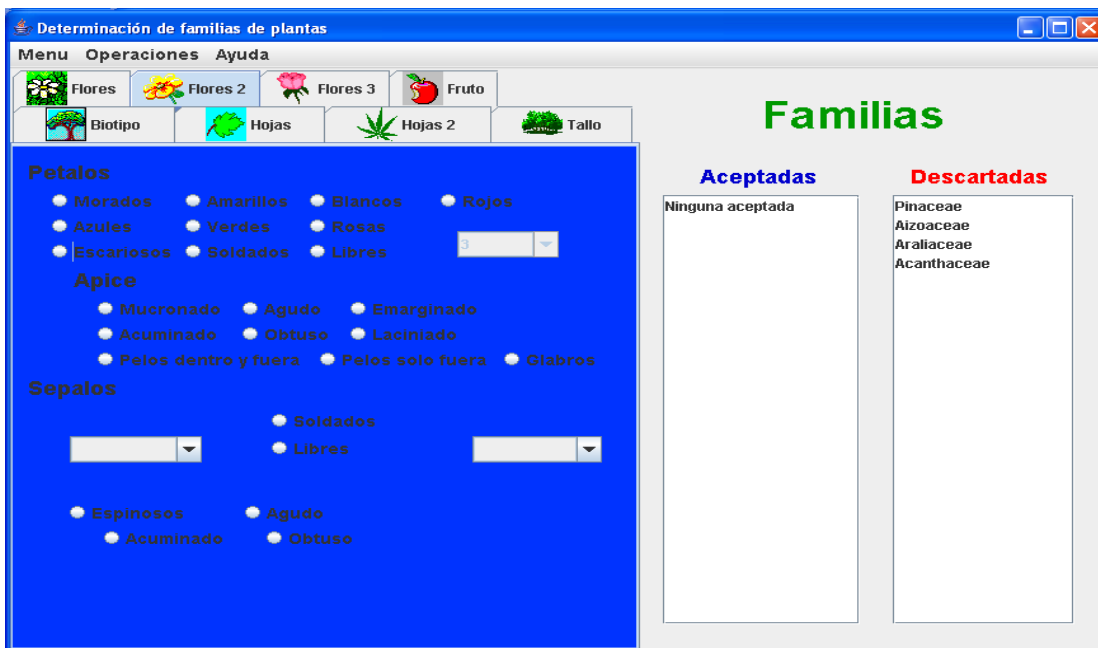 Determinación de familias de plantas
Menu Operaciones Ayuda
Flores Flores 2 Flores 3 Fruto
Biotipo Hojas Hojas 2 Tallo
Familias
Aceptadas Descartadas
Ninguna aceptada
Pinaceae
Aizoaceae
Araliaceae
Acanthaceae
Petalos
Morados Amarillos Blancos Rojos
Azules Verdes Rosas
3
Escanosos Soldados Libres
Apice
Mucronado Agudo Emarginado
Acuminado Obtuso Laciniado
Pelos dentro y fuera Pelos solo fuera Glabros
Sepalos
Soldados
Libres
Espinosos Agudo
Acuminado Obtuso